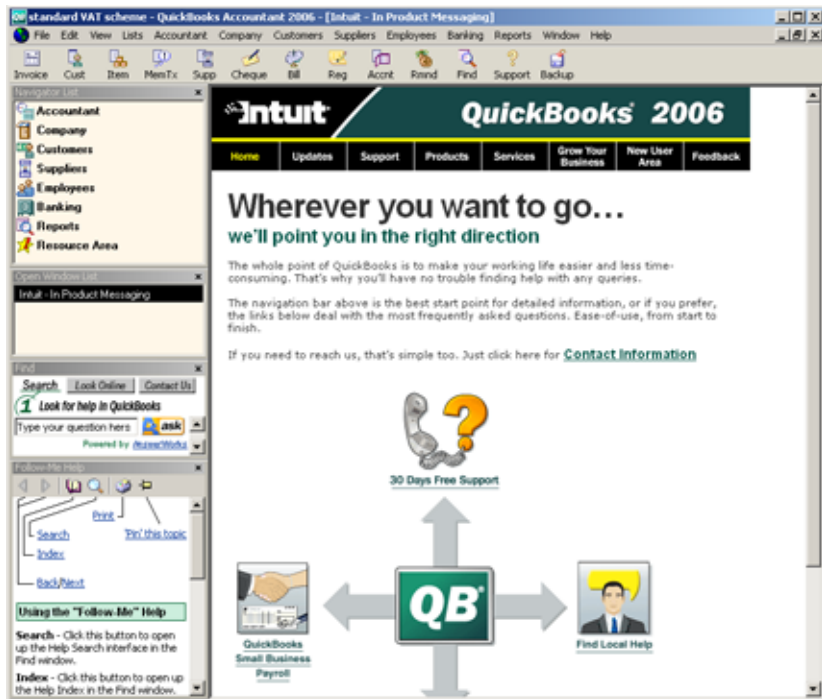 standard VAT scheme - QuickBooks Accountant 2006 - [Intuit - In Product Messaging]
File Edit View Lists Accountant Company Customers Suppliers Employees Banking Reports Window Help
Invoice Cust Item MemTx Supp Cheque Bill Reg Accnt Rmnd Find Support Backup
Navigator List
Accountant
Company
Customers
Suppliers
Employees
Banking
Reports
Resource Area
Open Window List
Intuit - In Product Messaging
Find
Search Look Online Contact Us
1 Look for help in QuickBooks
Type your question here ask
Powered by AnswerWorks
Follow-Me Help
Print
Search 'Pin' this topic
Index
Back/Next
Using the "Follow-Me" Help
Search - Click this button to open
up the Help Search interface in the
Find window.
Index - Click this button to open up
the Help Index in the Find window.
Intuit QuickBooks 2006
Home Updates Support Products Services Grow Your Business New User Area Feedback
Wherever you want to go...
we'll point you in the right direction
The whole point of QuickBooks is to make your working life easier and less time-
consuming. That's why you'll have no trouble finding help with any queries.
The navigation bar above is the best start point for detailed information, or if you prefer,
the links below deal with the most frequently asked questions. Ease-of-use, from start to
finish.
If you need to reach us, that's simple too. Just click here for Contact Information
30 Days Free Support
QB
QuickBooks
Small Business
Payroll
Find Local Help